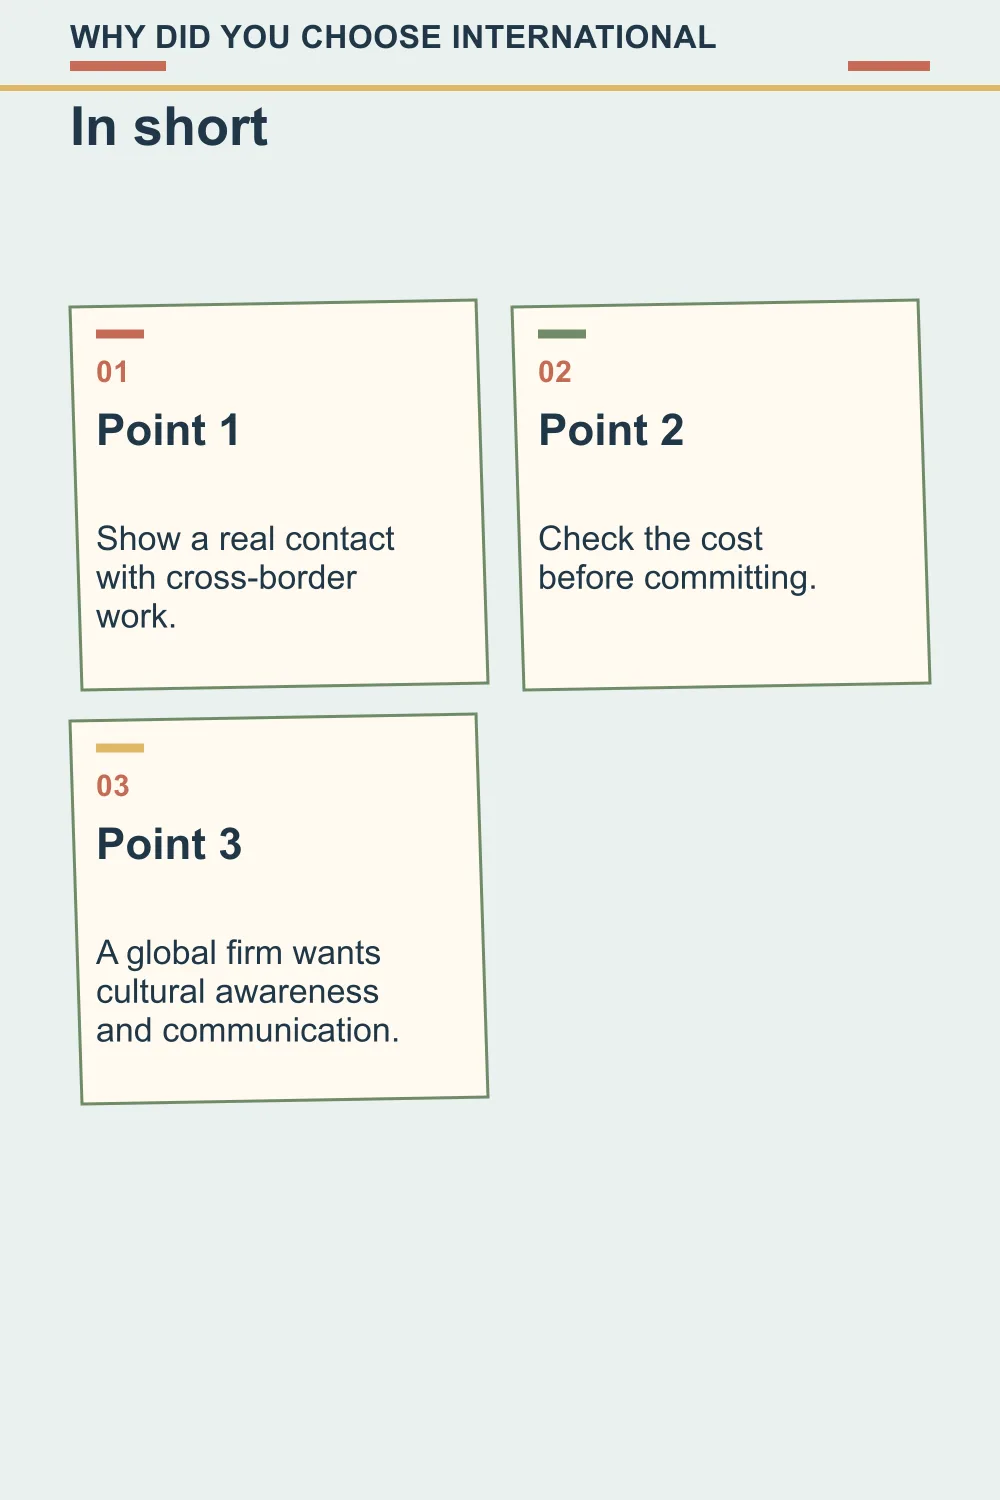 WHY DID YOU CHOOSE INTERNATIONAL
In short
01
Point 1
Show a real contact
with cross-border
work.
02
Point 2
Check the cost
before committing.
03
Point 3
A global firm wants
cultural awareness
and communication.